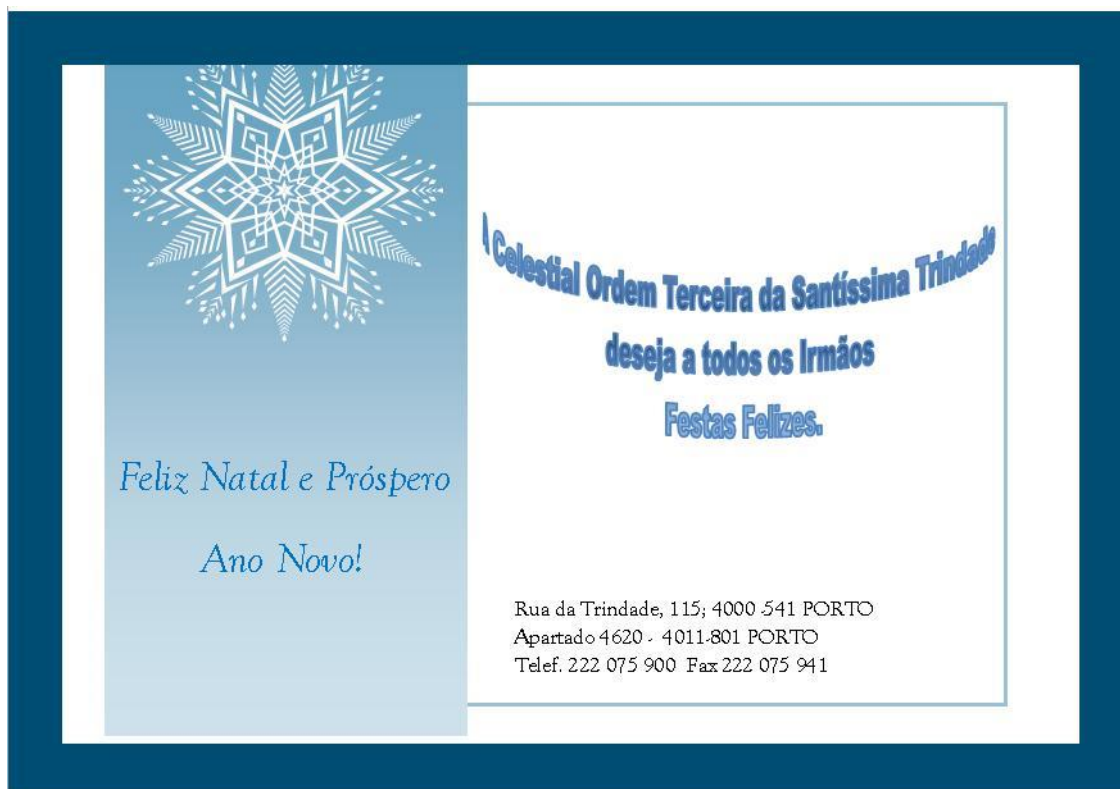 Feliz Natal e Próspero
Ano Novo!
A Celestial Ordem Terceira da Santíssima Trindade
deseja a todos os Irmãos
Festas Felizes.
Rua da Trindade, 115; 4000-541 PORTO
Apartado 4620 - 4011-801 PORTO
Telef. 222 075 900 Fax 222 075 941